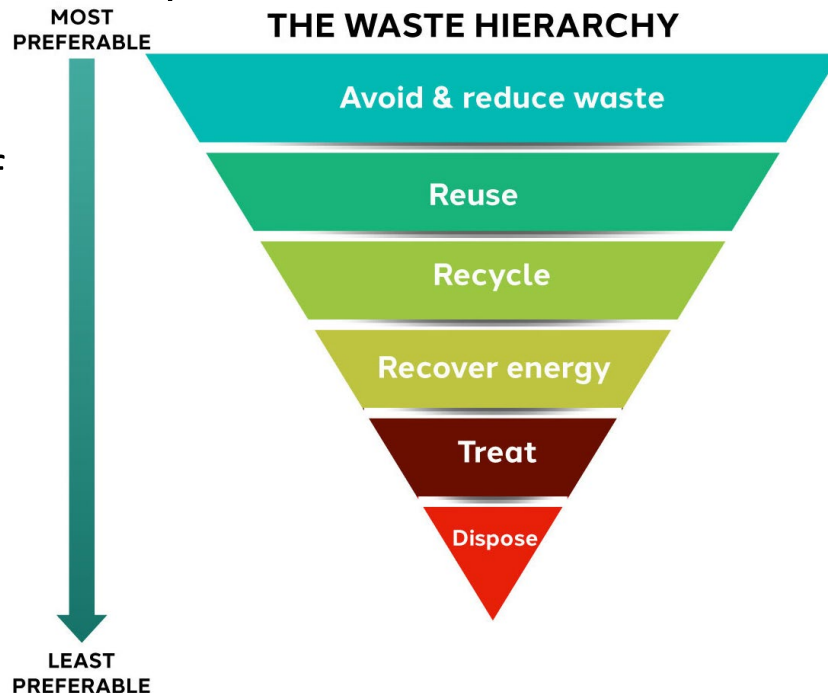 MOST
PREFERABLE
THE WASTE HIERARCHY
Avoid & reduce waste
Reuse
Recycle
Recover energy
Treat
Dispose
LEAST
PREFERABLE